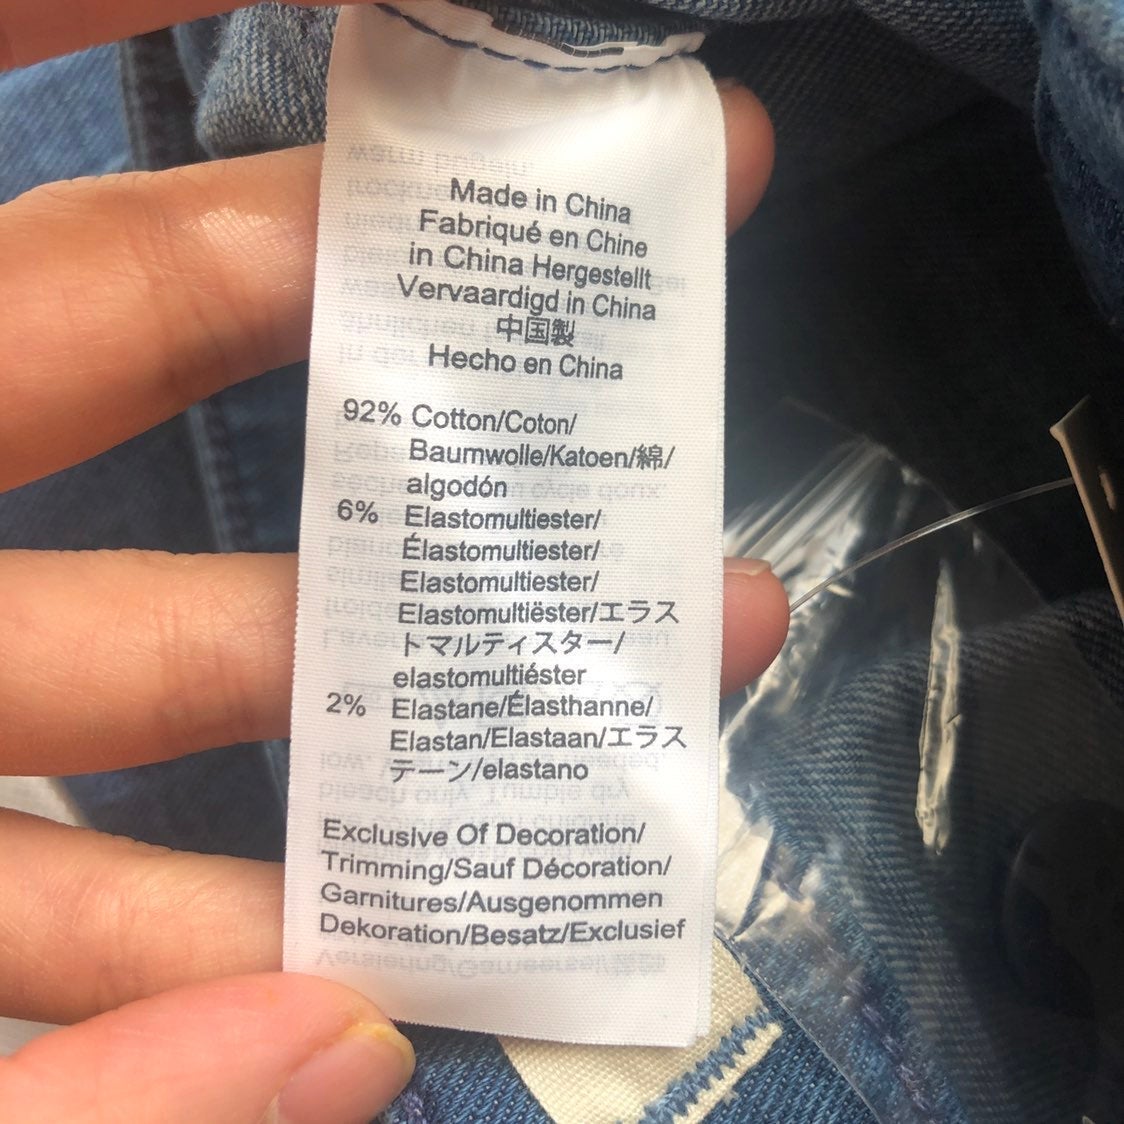 Made in China
Fabriqué en Chine
in China Hergestellt
Vervaardigd in China
中国製
Hecho en China
92% Cotton/Coton/
Baumwolle/Katoen/綿/
algodón
6% Elastomultiester/
Élastomultiester/
Elastomultiester/
Elastomultiëster/エラス
トマルティスター/
elastomultiéster
2% Elastane/Élasthanne/
Elastan/Elastaan/エラス
テーン/elastano
Exclusive Of Decoration/
Trimming/Sauf Décoration/
Garnitures/Ausgenommen
Dekoration/Besatz/Exclusief